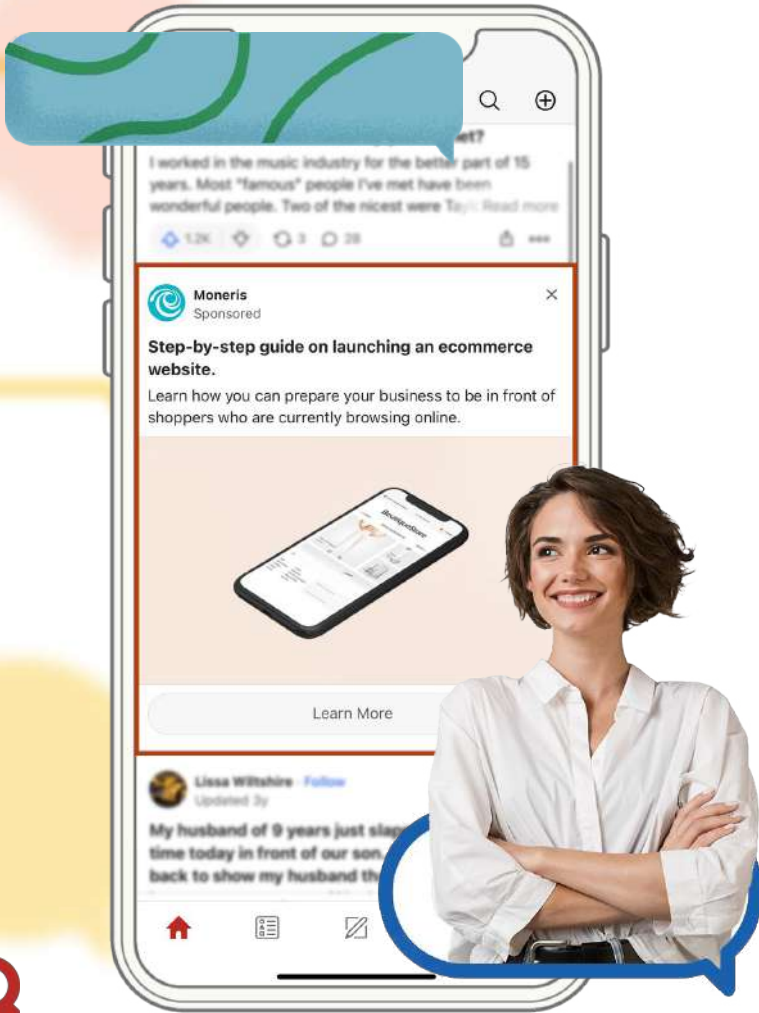 et?
I worked in the music industry for the better part of 15
years. Most "famous" people I've met have been
wonderful people. Two of the nicest were Read more
1.2K 3 28
Moneris
Sponsored
Step-by-step guide on launching an ecommerce
website.
Learn how you can prepare your business to be in front of
shoppers who are currently browsing online.
BoutiqueStore
Learn More
Lissa Wiltshire Follow
Updated 3y
My husband of 9 years just
time today in front of our son.
back to show my husband